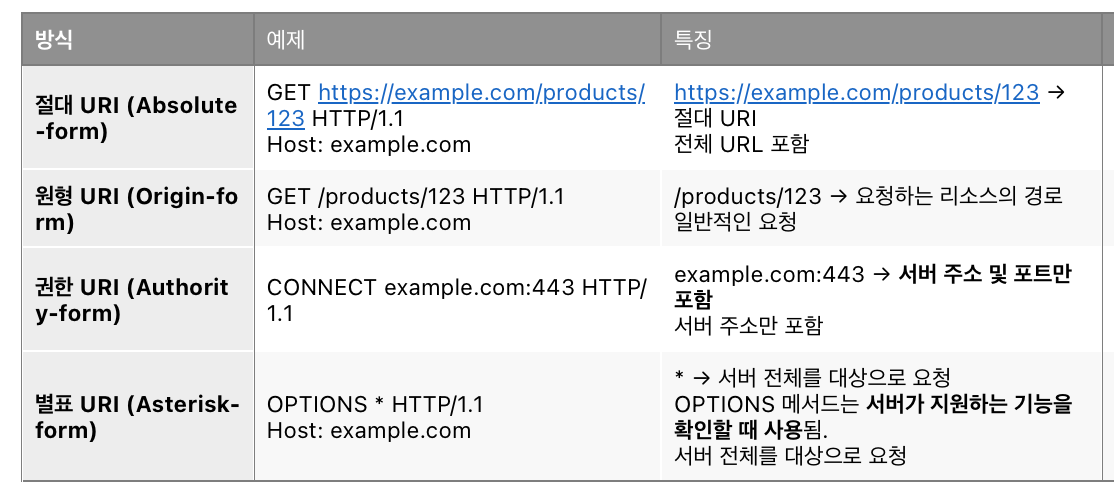 방식 예제 특징
절대 URI (Absolute
-form)
GET https://example.com/products/
123 HTTP/1.1
Host: example.com
https://example.com/products/123 →
절대 URI
전체 URL 포함
원형 URI (Origin-fo
rm)
GET /products/123 HTTP/1.1
Host: example.com
/products/123 → 요청하는 리소스의 경로
일반적인 요청
권한 URI (Authorit
y-form)
CONNECT example.com:443 HTTP/
1.1
example.com:443 → 서버 주소 및 포트만
포함
서버 주소만 포함
별표 URI (Asterisk-
form)
OPTIONS * HTTP/1.1
Host: example.com
* → 서버 전체를 대상으로 요청
OPTIONS 메서드는 서버가 지원하는 기능을
확인할 때 사용됨.
서버 전체를 대상으로 요청